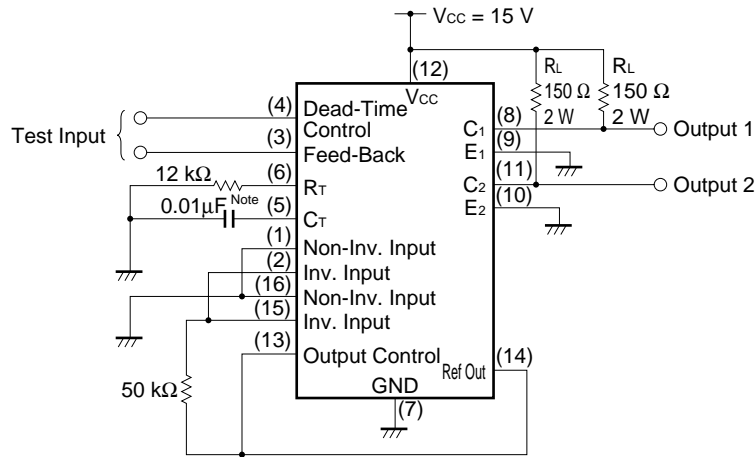 VCC = 15 V
(12)
VCC
RL
150 Ω
2 W
RL
150 Ω
2 W
Test Input
(4)
Dead-Time
Control
(3)
Feed-Back
12 kΩ
(6)
RT
0.01μF Note
(5)
CT
(1)
Non-Inv. Input
(2)
Inv. Input
(16)
Non-Inv. Input
(15)
Inv. Input
(13)
Output Control
50 kΩ
(8)
C1
Output 1
(9)
E1
(11)
C2
Output 2
(10)
E2
(14)
Ref Out
GND
(7)